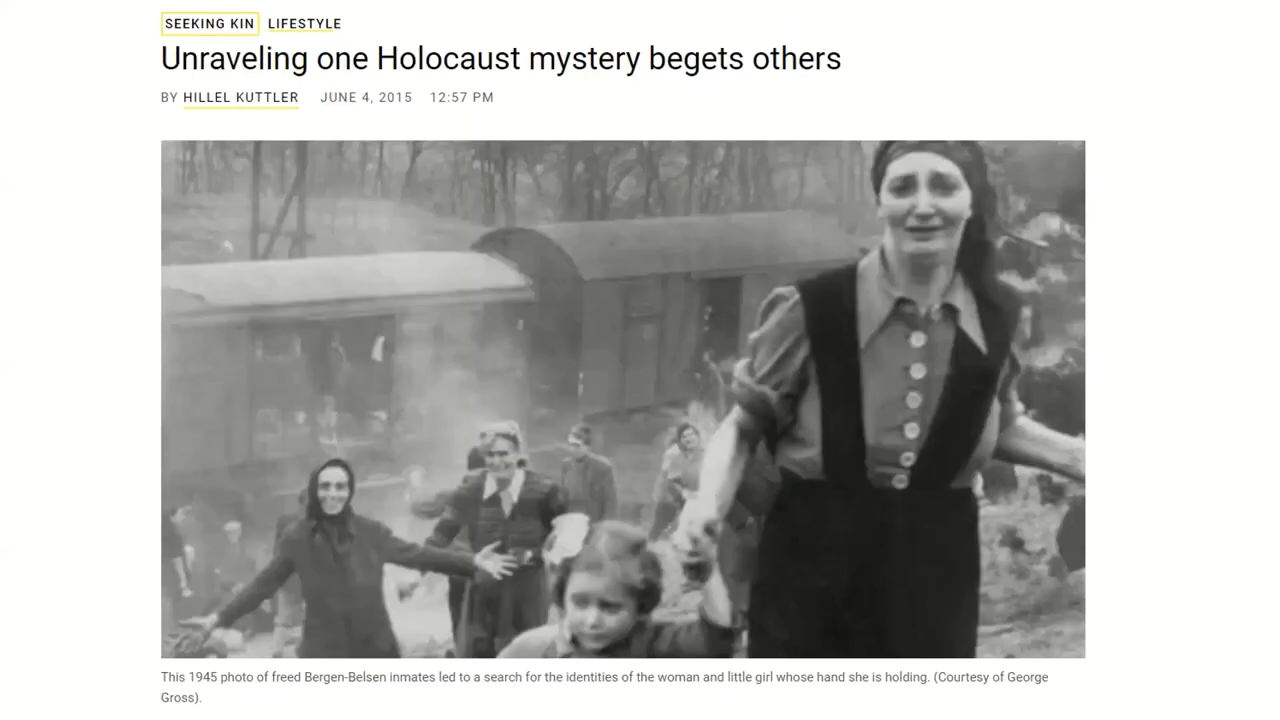 SEEKING KIN LIFESTYLE
Unraveling one Holocaust mystery begets others
BY HILLEL KUTTLER JUNE 4, 2015 12:57 PM
This 1945 photo of freed Bergen-Belsen inmates led to a search for the identities of the woman and little girl whose hand she is holding. (Courtesy of George
Gross).